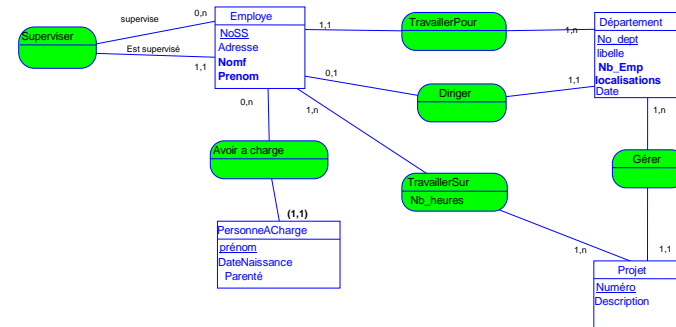 supervise
0,n
Employe
NoSS
Adresse
Nomf
Prenom
Superviser
Est supervisé
1,1
1,1
TravaillerPour
1,n
Département
No_dept
libelle
Nb_Emp
localisations
Date
0,1
Diriger
1,1
0,n
1,n
1,n
Avoir a charge
TravaillerSur
Nb_heures
Gérer
(1,1)
PersonneACharge
prénom
DateNaissance
Parenté
1,n
1,1
Projet
Numéro
Description